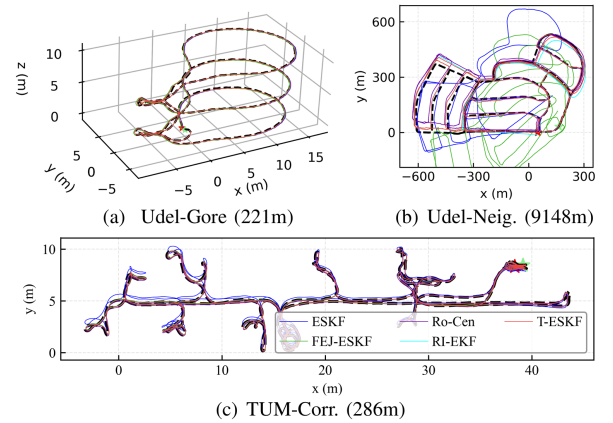 10
5
0
z (m)
5
0
−5
y (m)
−5
0
5
10
15
x (m)
(a) Udel-Gore (221m)
600
300
0
y (m)
−600
−300
0
300
x (m)
(b) Udel-Neig. (9148m)
10
5
0
y (m)
ESKF
Ro-Cen
T-ESKF
FEJ-ESKF
RI-EKF
0
10
20
30
40
x (m)
(c) TUM-Corr. (286m)